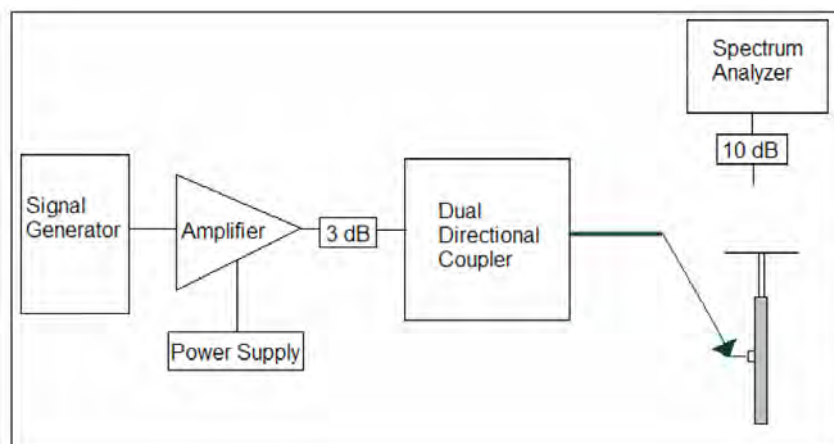 Spectrum
Analyzer
10 dB
Signal
Generator
Amplifier
3 dB
Dual
Directional
Coupler
Power Supply